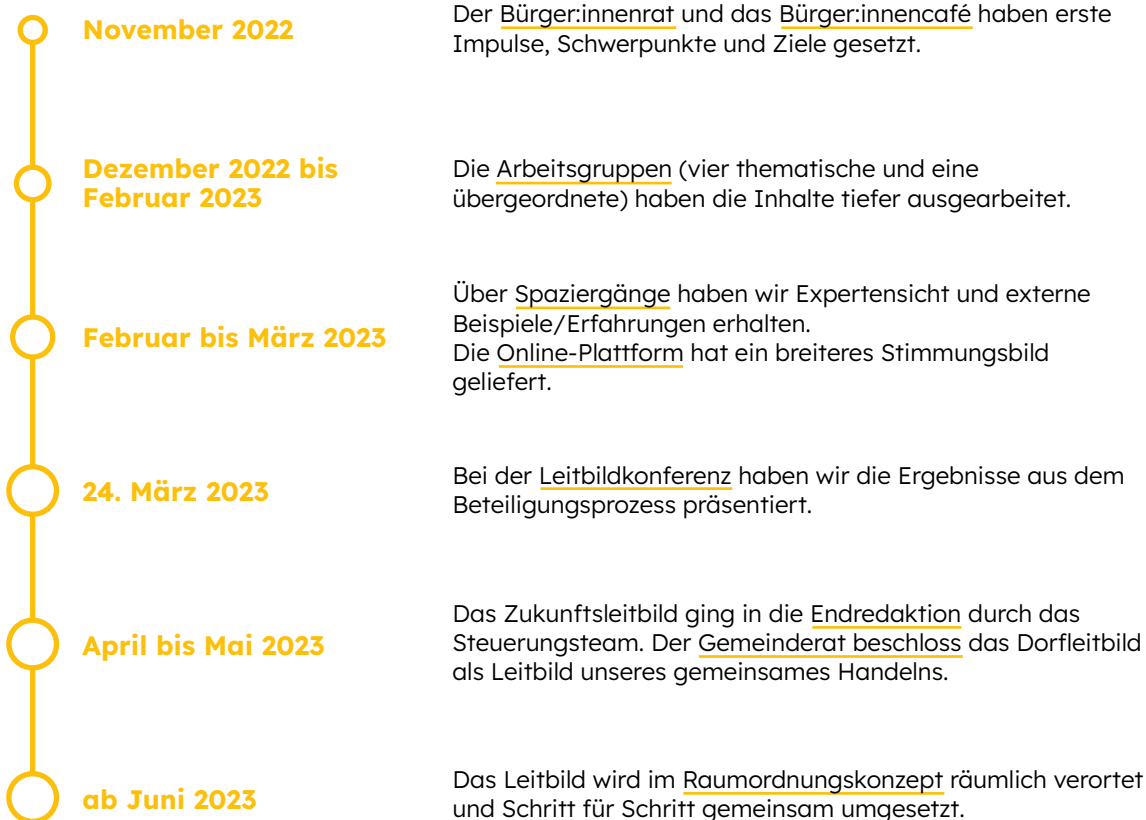 November 2022
Der Bürger:innenrat und das Bürger:innencafé haben erste
Impulse, Schwerpunkte und Ziele gesetzt.
Dezember 2022 bis
Februar 2023
Die Arbeitsgruppen (vier thematische und eine
übergeordnete) haben die Inhalte tiefer ausgearbeitet.
Februar bis März 2023
Über Spaziergänge haben wir Expertensicht und externe
Beispiele/Erfahrungen erhalten.
Die Online-Plattform hat ein breiteres Stimmungsbild
geliefert.
24. März 2023
Bei der Leitbildkonferenz haben wir die Ergebnisse aus dem
Beteiligungsprozess präsentiert.
April bis Mai 2023
Das Zukunftsleitbild ging in die Endredaktion durch das
Steuerungsteam. Der Gemeinderat beschloss das Dorfleitbild
als Leitbild unseres gemeinsames Handelns.
ab Juni 2023
Das Leitbild wird im Raumordnungskonzept räumlich verortet
und Schritt für Schritt gemeinsam umgesetzt.